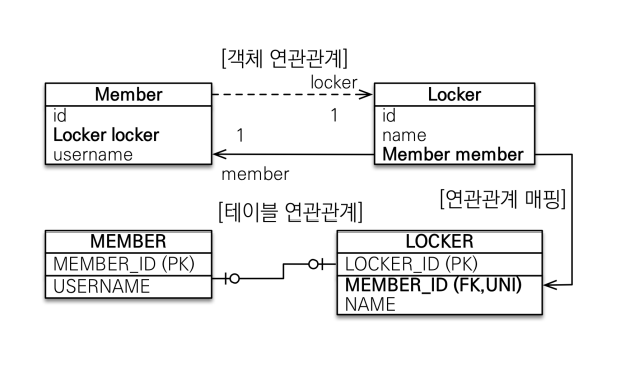 [객체 연관관계]
locker
Member
id
Locker locker
username
1
1
member
Locker
id
name
Member member
[연관관계 매핑]
[테이블 연관관계]
MEMBER
MEMBER_ID (PK)
USERNAME
LOCKER
LOCKER_ID (PK)
MEMBER_ID (FK,UNI)
NAME